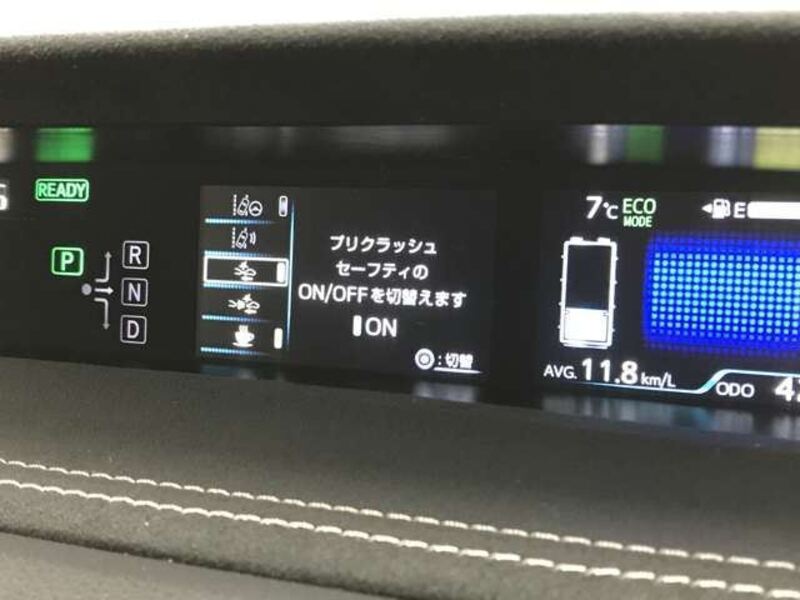 READY
P
R
N
D
プリクラッシュ
セーフティの
ON/OFFを切替えます
ON
:切替
7℃
ECO
MODE
E
AVG. 11.8 km/L
ODO